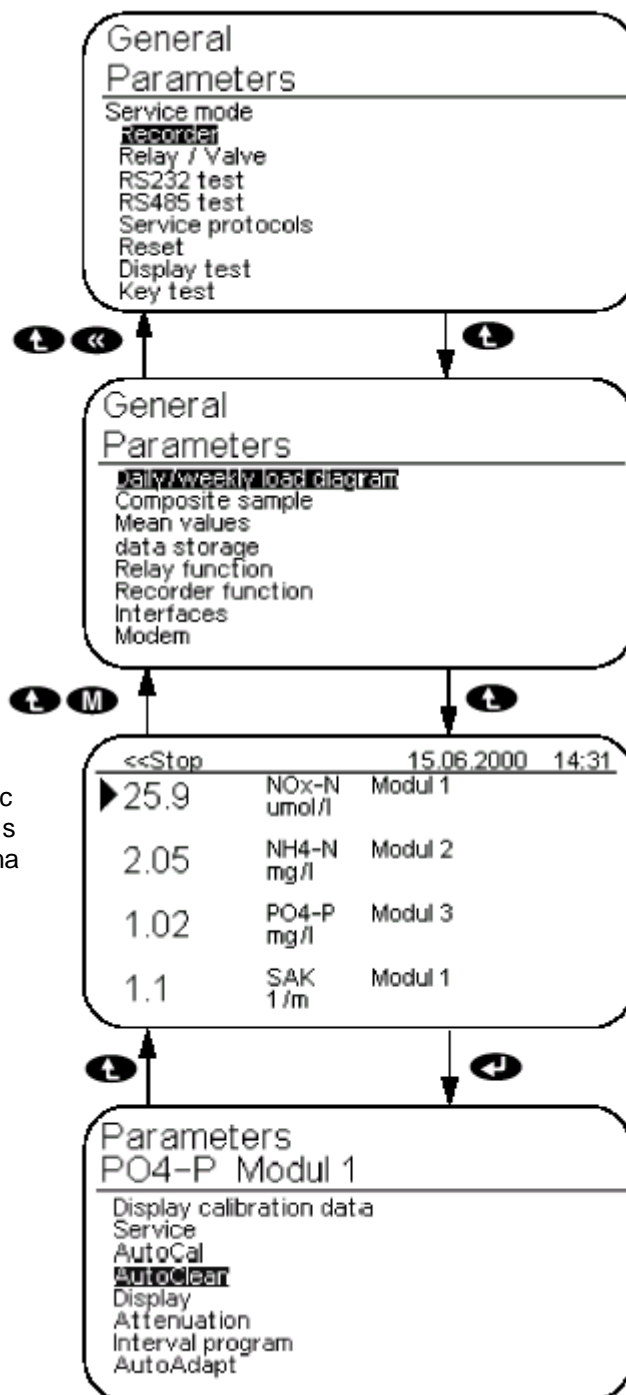 General
Parameters
Service mode
Recorder
Relay / Valve
RS232 test
RS485 test
Service protocols
Reset
Display test
Key test
«
General
Parameters
Daily/weekly load diagram
Composite sample
Mean values
data storage
Relay function
Recorder function
Interfaces
Modem
M
<<Stop 15.06.2000 14:31
25.9 NOx-N Modul 1
umol/l
2.05 NH4-N Modul 2
mg/l
1.02 PO4-P Modul 3
mg/l
1.1 SAK Modul 1
1/m
c
s
na
Parameters
PO4-P Modul 1
Display calibration data
Service
AutoCal
AutoClean
Display
Attenuation
Interval program
AutoAdapt